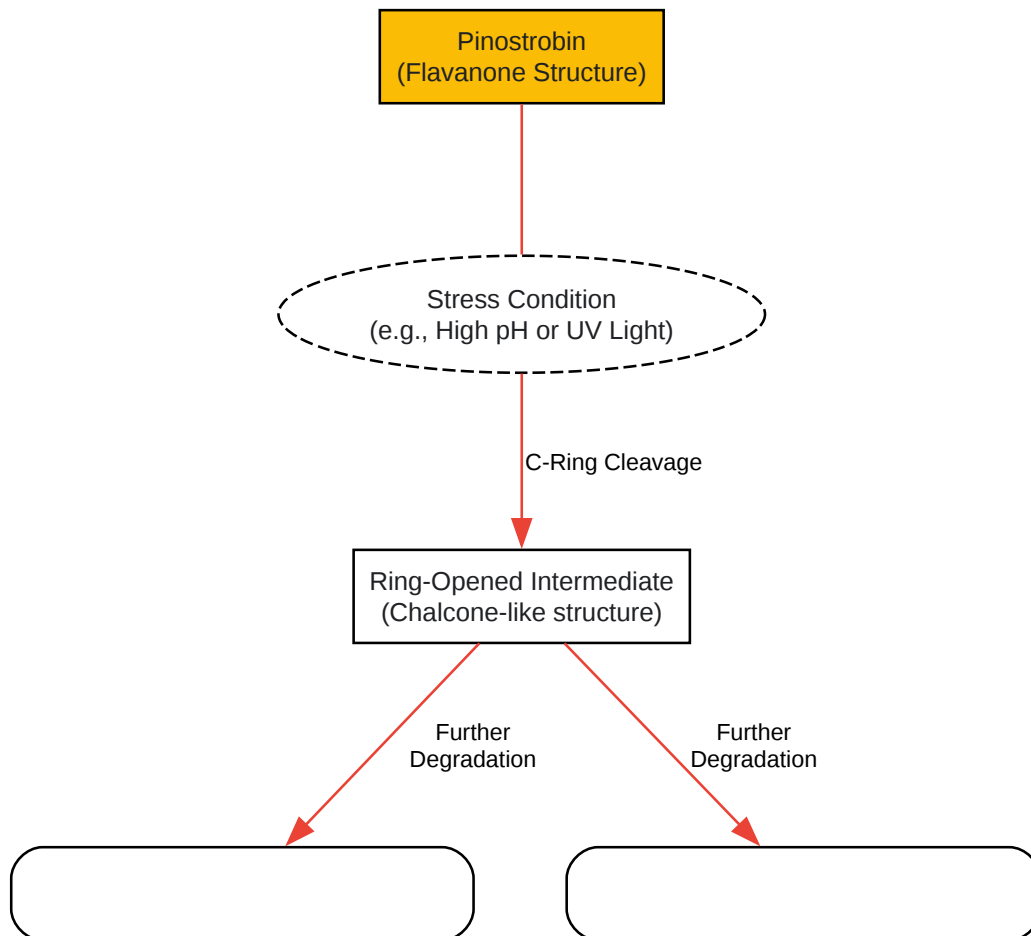 Pinostrobin
(Flavanone Structure)
Stress Condition
(e.g., High pH or UV Light)
C-Ring Cleavage
Ring-Opened Intermediate
(Chalcone-like structure)
Further
Degradation
Further
Degradation